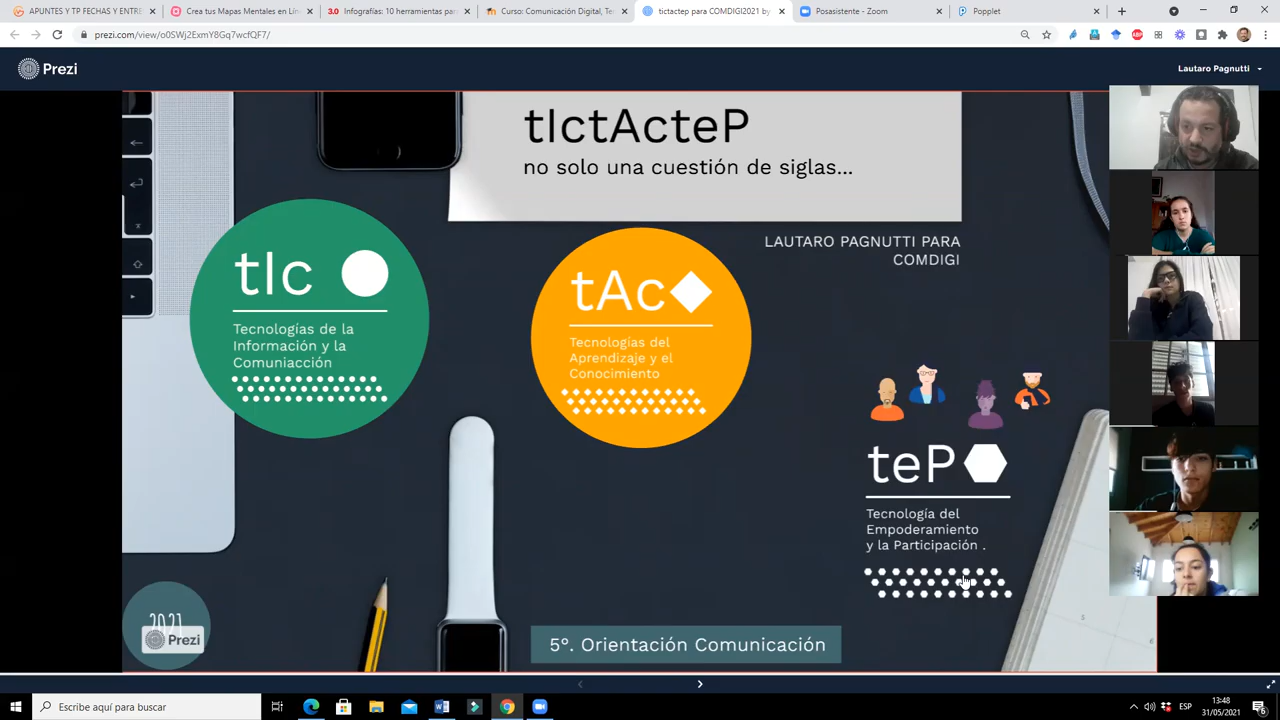 APUNTES Y TP FECHAS Y ENTRE
Crea tus Mapas Mentales en Lín
3.0 Infografías: 10 herramientas par
Curso: Comunicación Digital, Te
tictactep para COMDIGI2021 by
Posasistente - Zoom
Popplet
prezi.com/view/o0SWj2ExmY8Gq7wcfQF7/
Prezi
Lautaro Pagnutti
tIctActeP
no solo una cuestión de siglas...
LAUTARO PAGNUTTI PARA
COMDIGI
tIc
Tecnologías de la
Información y la
Comuniacción
tAc
Tecnologías del
Aprendizaje y el
Conocimiento
teP
Tecnología del
Empoderamiento
y la Participación .
2021
Prezi
5°. Orientación Comunicación
5
6
Escribe aquí para buscar
ESP
13:48
31/05/2021
6